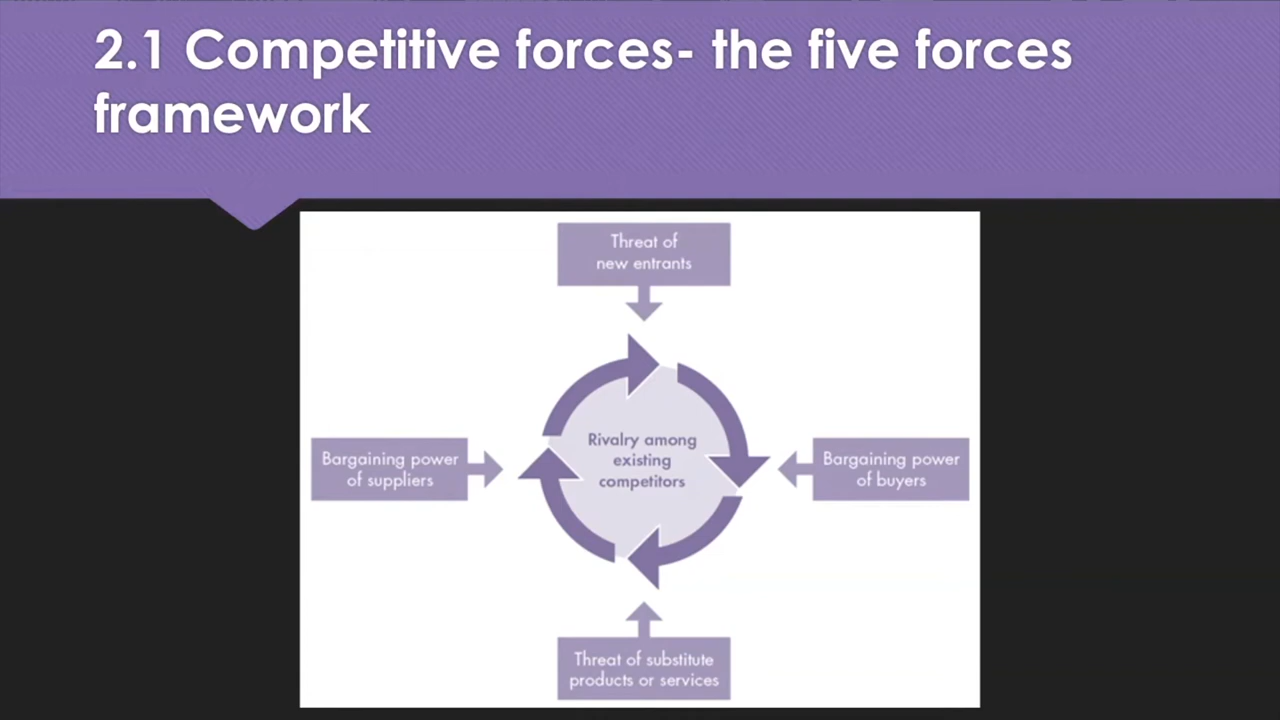 2.1 Competitive forces- the five forces
framework
Threat of
new entrants
Bargaining power
of suppliers
Rivalry among
existing
competitors
Bargaining power
of buyers
Threat of substitute
products or services